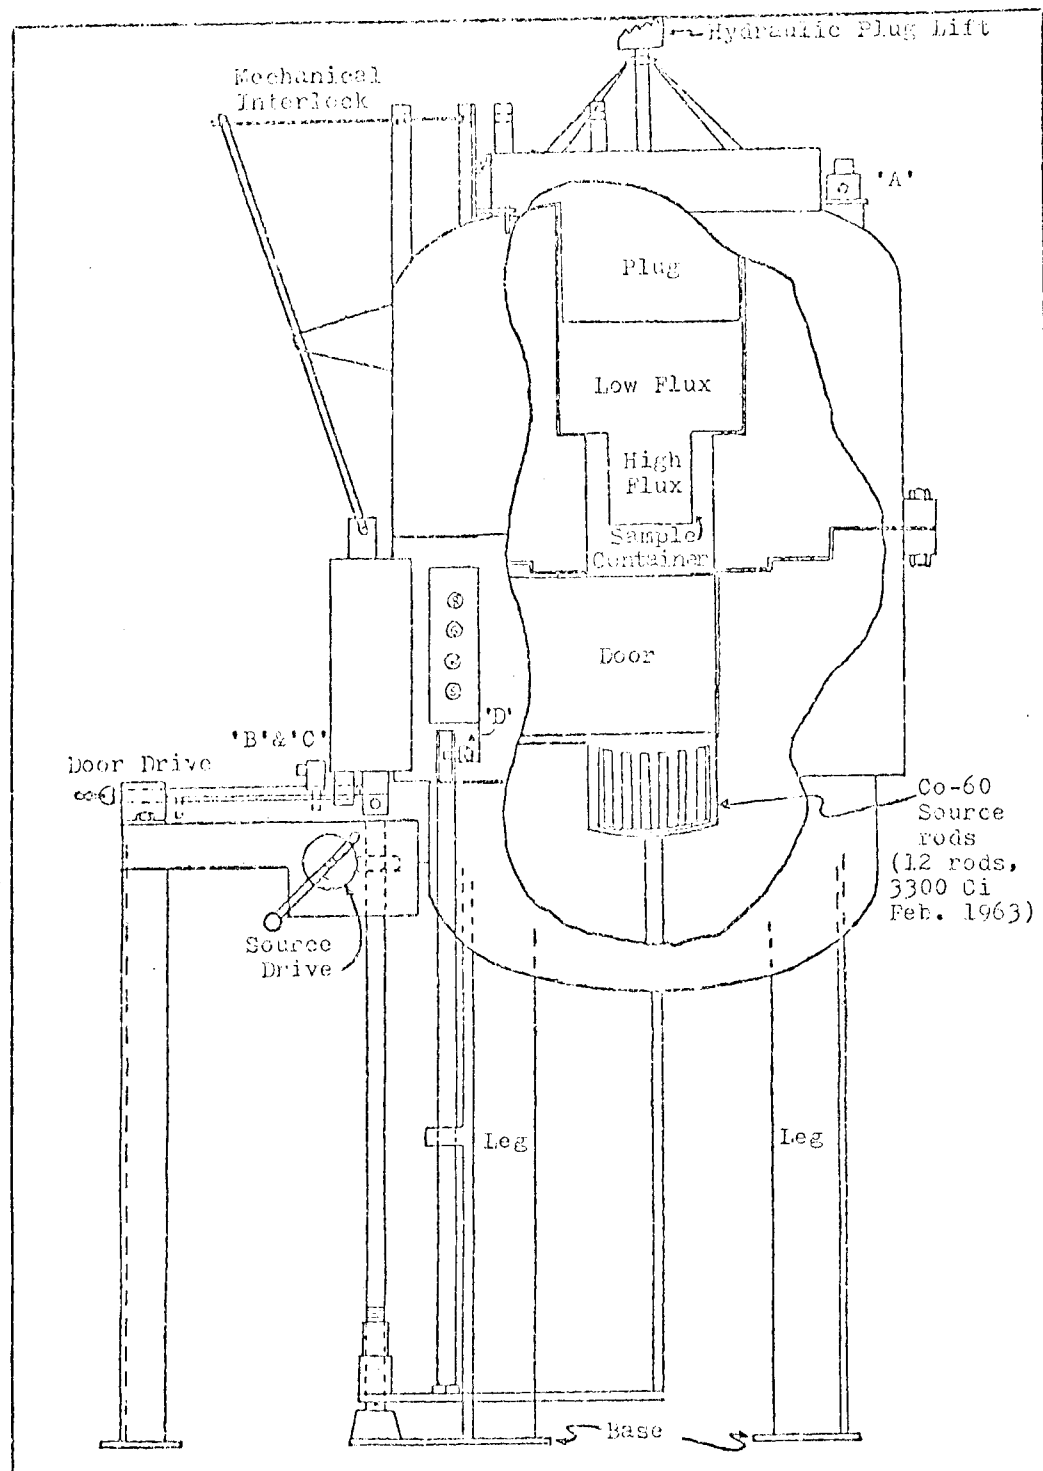 Hydraulic Plug Lift
Mechanical
Interlock
'A'
Plug
Low Flux
High
Flux
Sample
Container
Door
'D'
'B'&'C'
Door Drive
Co-60
Source
rods
(12 rods,
3300 Ci
Feb. 1963)
Source
Drive
Leg
Leg
Base